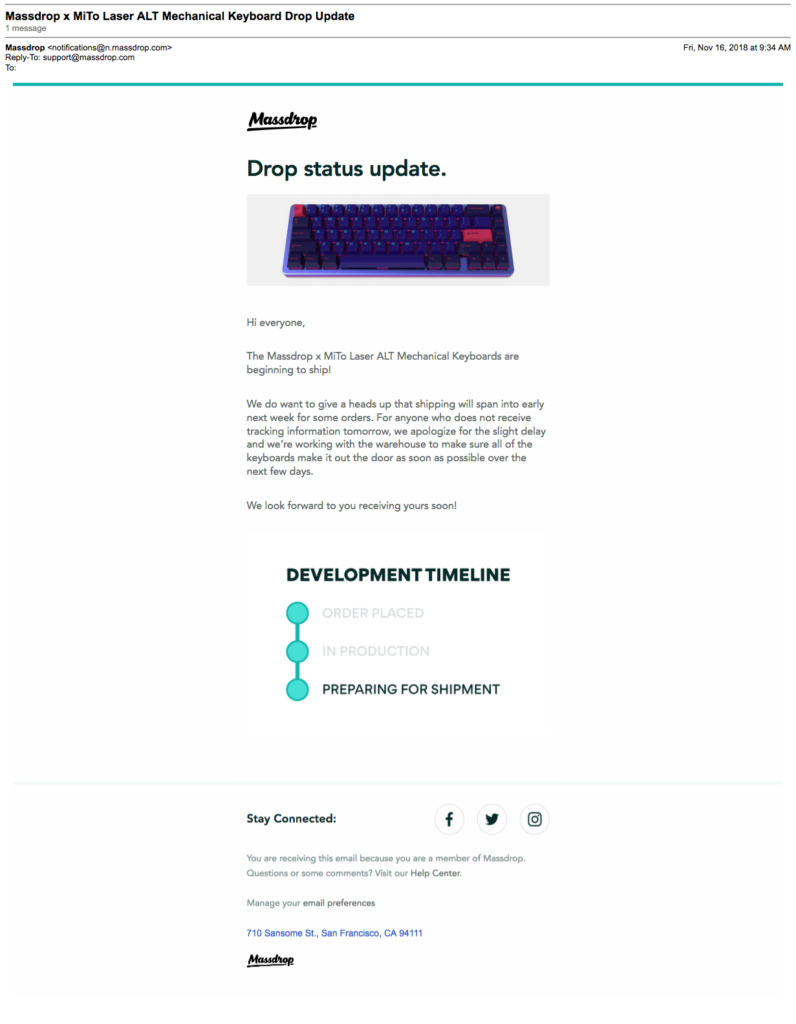 Massdrop x MiTo Laser ALT Mechanical Keyboard Drop Update
1 message
Massdrop <notifications@n.massdrop.com>
Fri, Nov 16, 2018 at 9:34 AM
Reply-To: support@massdrop.com
To:
Massdrop
Drop status update.
Hi everyone,
The Massdrop x MiTo Laser ALT Mechanical Keyboards are
beginning to ship!
We do want to give a heads up that shipping will span into early
next week for some orders. For anyone who does not receive
tracking information tomorrow, we apologize for the slight delay
and we're working with the warehouse to make sure all of the
keyboards make it out the door as soon as possible over the
next few days.
We look forward to you receiving yours soon!
DEVELOPMENT TIMELINE
ORDER PLACED
IN PRODUCTION
PREPARING FOR SHIPMENT
Stay Connected:
You are receiving this email because you are a member of Massdrop.
Questions or some comments? Visit our Help Center.
Manage your email preferences
710 Sansome St., San Francisco, CA 94111
Massdrop